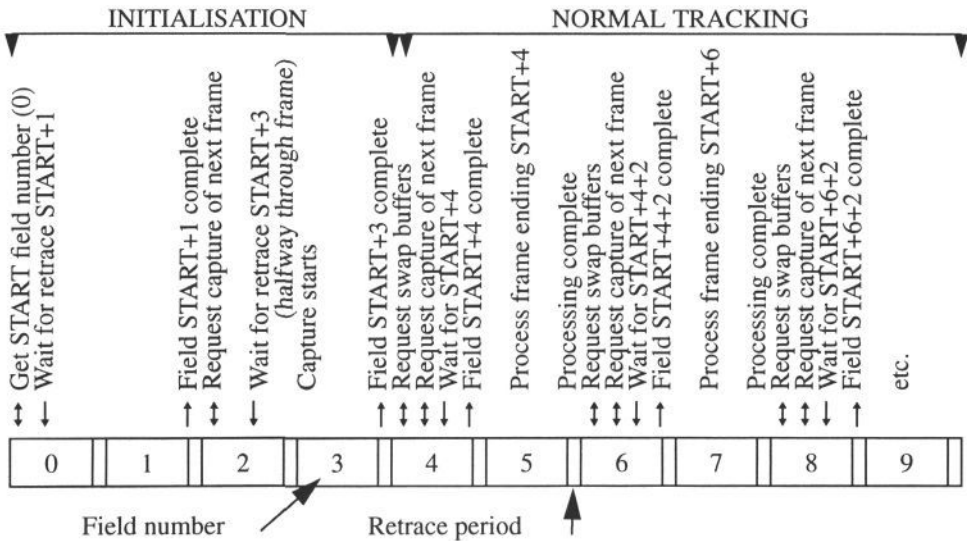 INITIALISATION
NORMAL TRACKING
Get START field number (0)
Wait for retrace START+1
Field START+1 complete
Request capture of next frame
Wait for retrace START+3
(halfway through frame)
Capture starts
Field START+3 complete
Request swap buffers
Request capture of next frame
Wait for START+4
Field START+4 complete
Process frame ending START+4
Processing complete
Request swap buffers
Request capture of next frame
Wait for START+4+2
Field START+4+2 complete
Process frame ending START+6
Processing complete
Request swap buffers
Request capture of next frame
Wait for START+6+2
Field START+6+2 complete
etc.
0 1 2 3 4 5 6 7 8 9
Field number
Retrace period